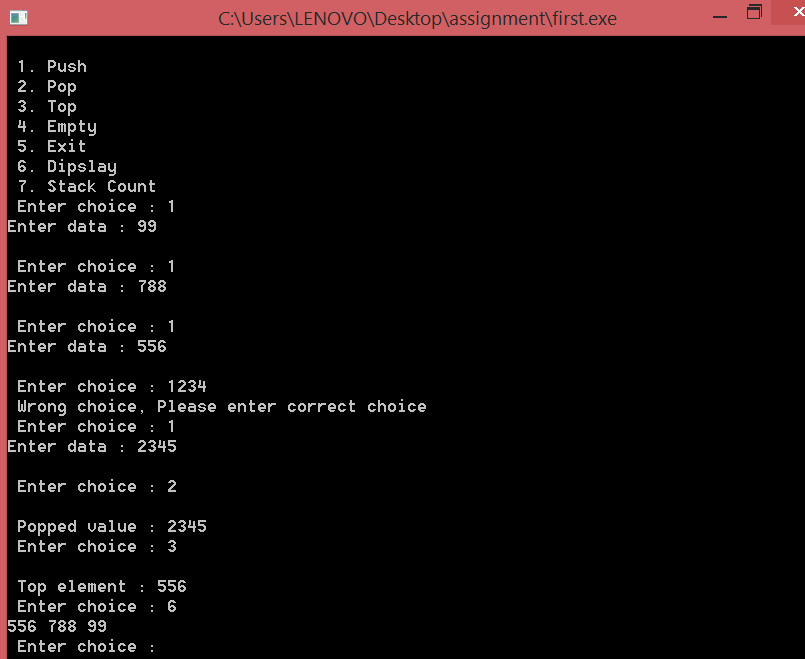 C:\Users\LENOVO\Desktop\assignment\first.exe
1. Push
2. Pop
3. Top
4. Empty
5. Exit
6. Dipslay
7. Stack Count
Enter choice : 1
Enter data : 99
Enter choice : 1
Enter data : 788
Enter choice : 1
Enter data : 556
Enter choice : 1234
Wrong choice, Please enter correct choice
Enter choice : 1
Enter data : 2345
Enter choice : 2
Popped value : 2345
Enter choice : 3
Top element : 556
Enter choice : 6
556 788 99
Enter choice :